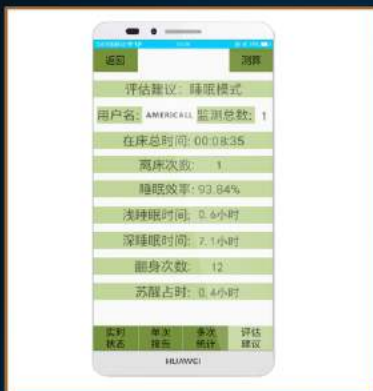 返回 测算
评估建议: 睡眠模式
用户名: AMERICALL 监测总数: 1
在床总时间: 00:08:35
离床次数: 1
睡眠效率: 93.84%
浅睡眠时间: 0.6小时
深睡眠时间: 7.1小时
翻身次数: 12
苏醒占时: 0.4小时
实时状态 单次报告 多次统计 评估建议
HUAWEI